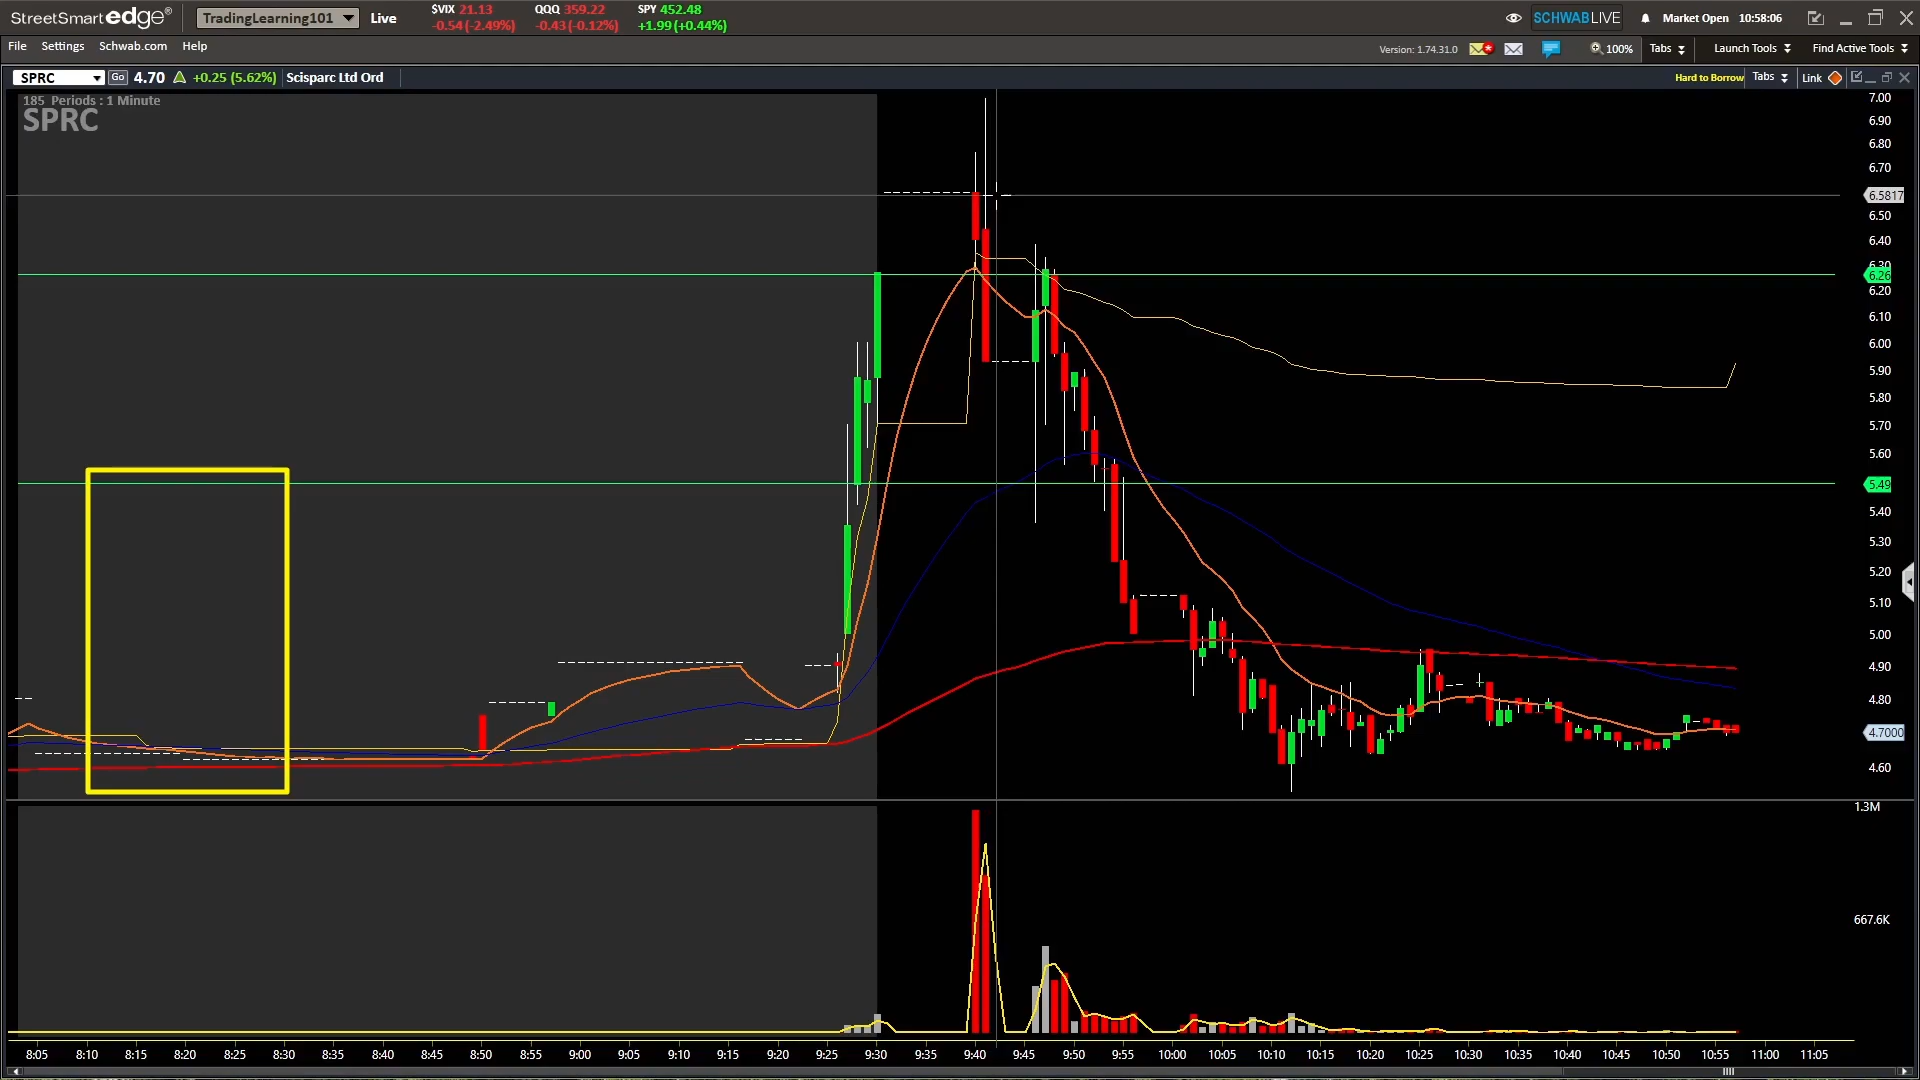 StreetSmart edge® TradingLearning101 Live $VIX 21.13 QQQ 359.22 SPY 452.48 SCHWABLIVE Market Open 10:58:06
-0.54 (-2.49%) -0.43 (-0.12%) +1.99 (+0.44%)
File Settings Schwab.com Help Version: 1.74.31.0 100% Tabs Launch Tools Find Active Tools
SPRC Go 4.70 +0.25 (5.62%) Scisparc Ltd Ord Hard to Borrow Tabs Link
185 Periods : 1 Minute
SPRC
7.00
6.90
6.80
6.70
6.5817
6.50
6.40
6.30
6.26
6.20
6.10
6.00
5.90
5.80
5.70
5.60
5.49
5.40
5.30
5.20
5.10
5.00
4.90
4.80
4.7000
4.60
1.3M
667.6K
8:05 8:10 8:15 8:20 8:25 8:30 8:35 8:40 8:45 8:50 8:55 9:00 9:05 9:10 9:15 9:20 9:25 9:30 9:35 9:40 9:45 9:50 9:55 10:00 10:05 10:10 10:15 10:20 10:25 10:30 10:35 10:40 10:45 10:50 10:55 11:00 11:05